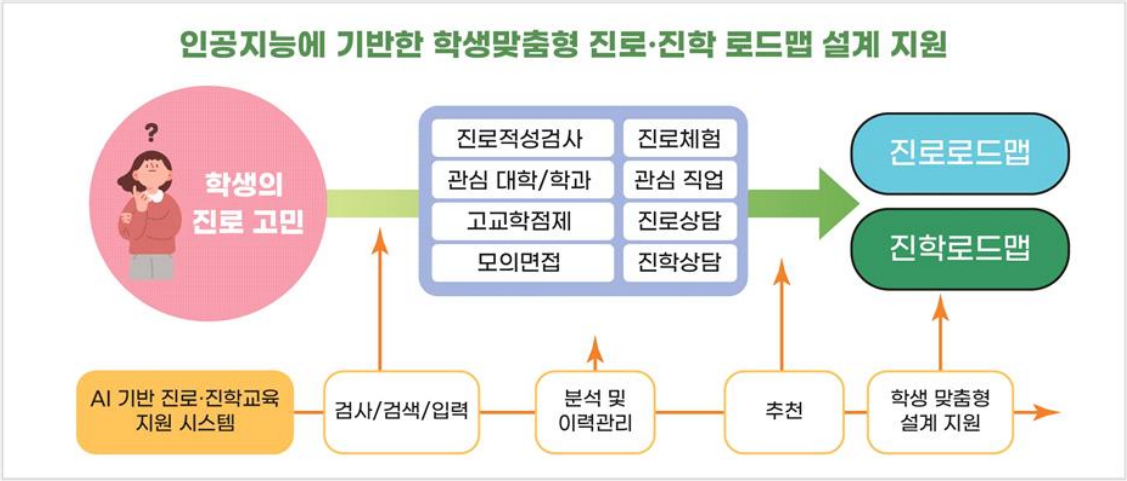 인공지능에 기반한 학생맞춤형 진로·진학 로드맵 설계 지원
?
학생의
진로 고민
진로적성검사
진로체험
관심 대학/학과
관심 직업
고교학점제
진로상담
모의면접
진학상담
진로로드맵
진학로드맵
AI 기반 진로·진학교육
지원 시스템
검사/검색/입력
분석 및
이력관리
추천
학생 맞춤형
설계 지원